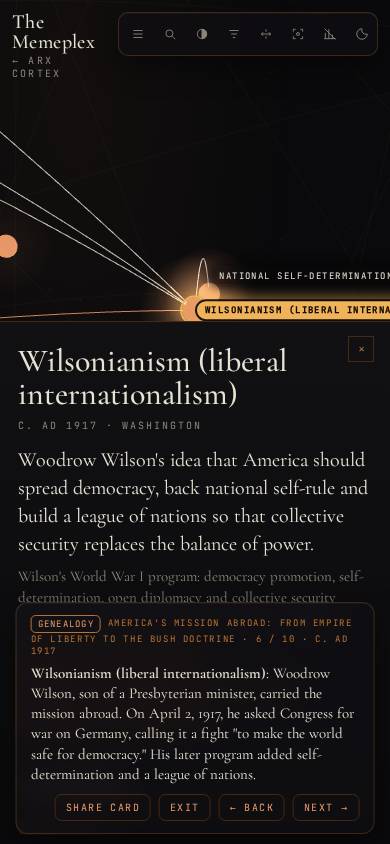 The
Memeplex
← ARX
CORTEX
NATIONAL SELF-DETERMINATION
WILSONIANISM (LIBERAL INTERNA
Wilsonianism (liberal
internationalism)
×
C. AD 1917 · WASHINGTON
Woodrow Wilson's idea that America should
spread democracy, back national self-rule and
build a league of nations so that collective
security replaces the balance of power.
Wilson's World War I program: democracy promotion, self-
determination, open diplomacy and collective security
GENEALOGY AMERICA'S MISSION ABROAD: FROM EMPIRE
OF LIBERTY TO THE BUSH DOCTRINE · 6 / 10 · C. AD
1917
Wilsonianism (liberal internationalism): Woodrow
Wilson, son of a Presbyterian minister, carried the
mission abroad. On April 2, 1917, he asked Congress for
war on Germany, calling it a fight "to make the world
safe for democracy." His later program added self-
determination and a league of nations.
SHARE CARD EXIT ← BACK NEXT →